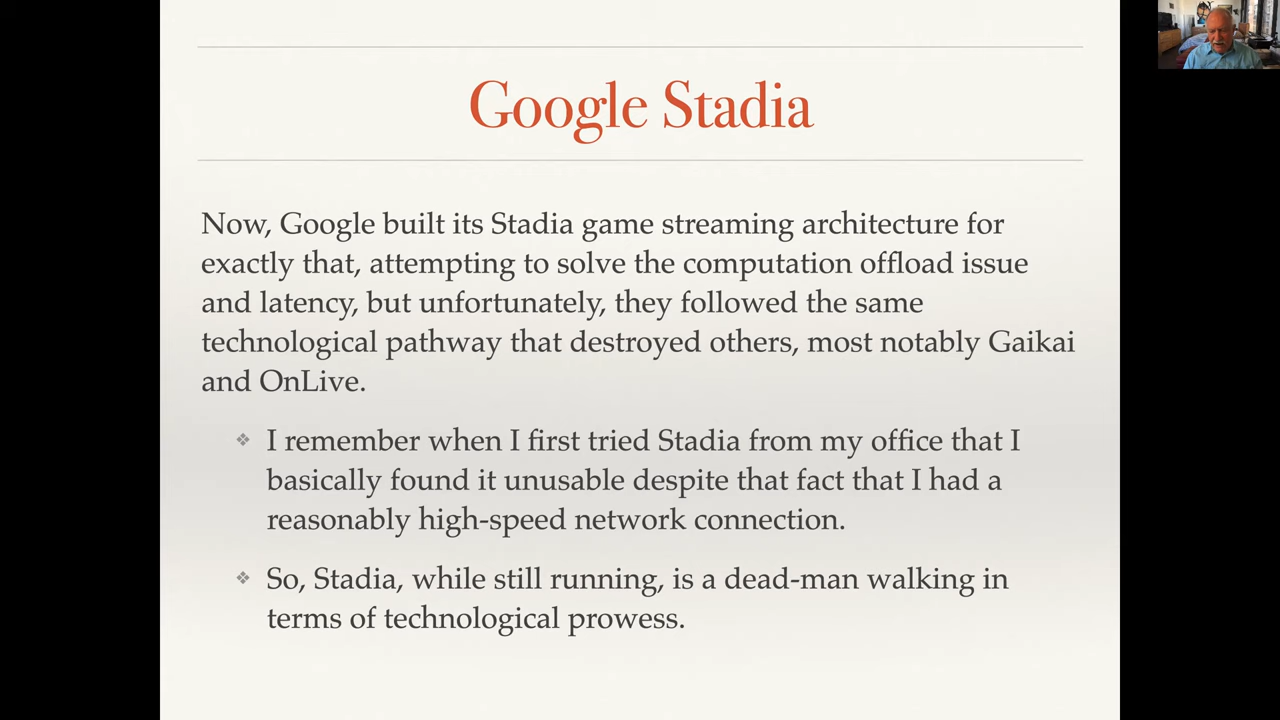 Google Stadia
Now, Google built its Stadia game streaming architecture for
exactly that, attempting to solve the computation offload issue
and latency, but unfortunately, they followed the same
technological pathway that destroyed others, most notably Gaikai
and OnLive.
❖ I remember when I first tried Stadia from my office that I
basically found it unusable despite that fact that I had a
reasonably high-speed network connection.
❖ So, Stadia, while still running, is a dead-man walking in
terms of technological prowess.